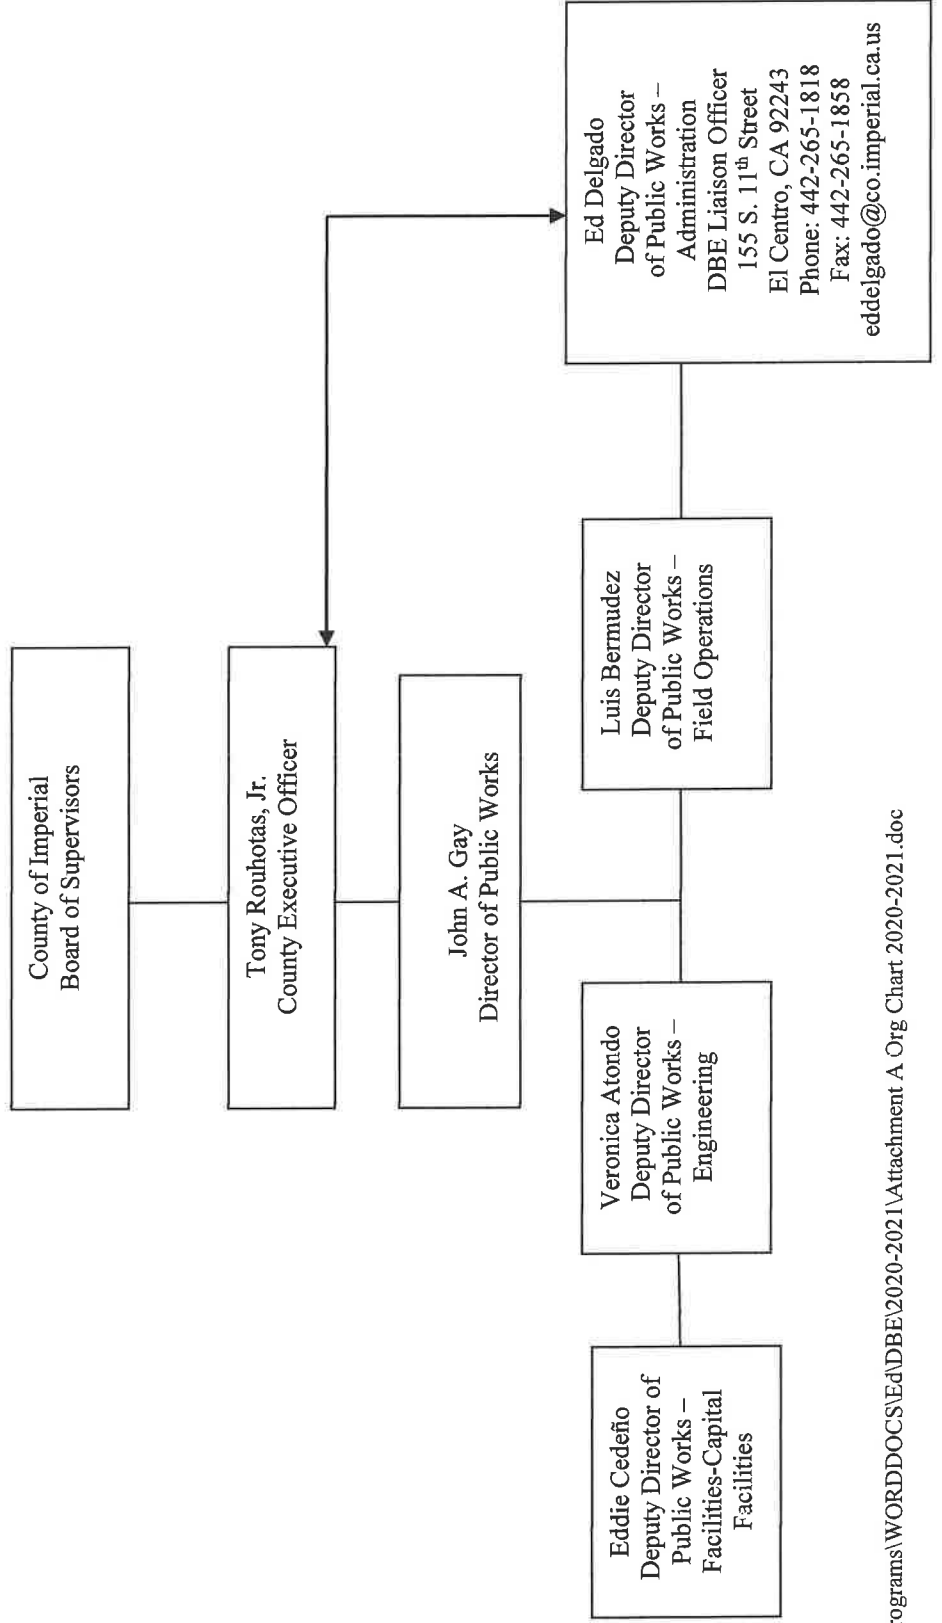 County of Imperial
Board of Supervisors
Tony Rouhotas, Jr.
County Executive Officer
John A. Gay
Director of Public Works
Eddie Cedeño
Deputy Director of
Public Works –
Facilities-Capital
Facilities
Veronica Atondo
Deputy Director
of Public Works –
Engineering
Luis Bermudez
Deputy Director
of Public Works –
Field Operations
Ed Delgado
Deputy Director
of Public Works –
Administration
DBE Liaison Officer
155 S. 11th Street
El Centro, CA 92243
Phone: 442-265-1818
Fax: 442-265-1858
eddelgado@co.imperial.ca.us
rograms\WORDDOCS\Ed\DBE\2020-2021\Attachment A Org Chart 2020-2021.doc